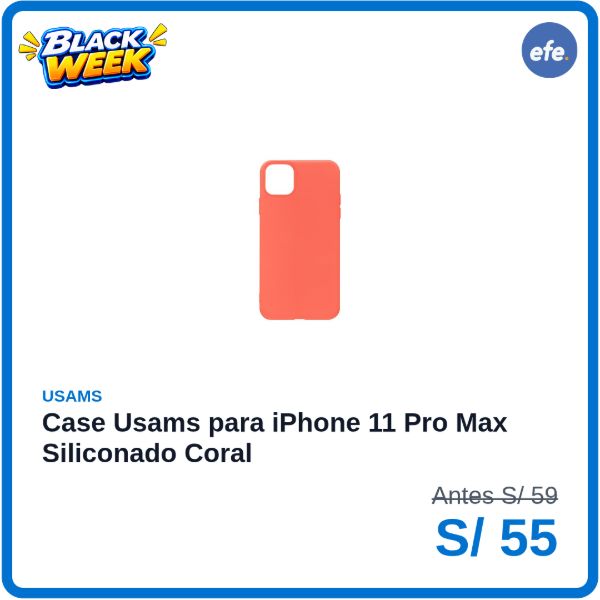 BLACK
WEEK
efe.
USAMS
Case Usams para iPhone 11 Pro Max
Siliconado Coral
Antes S/ 59
S/ 55